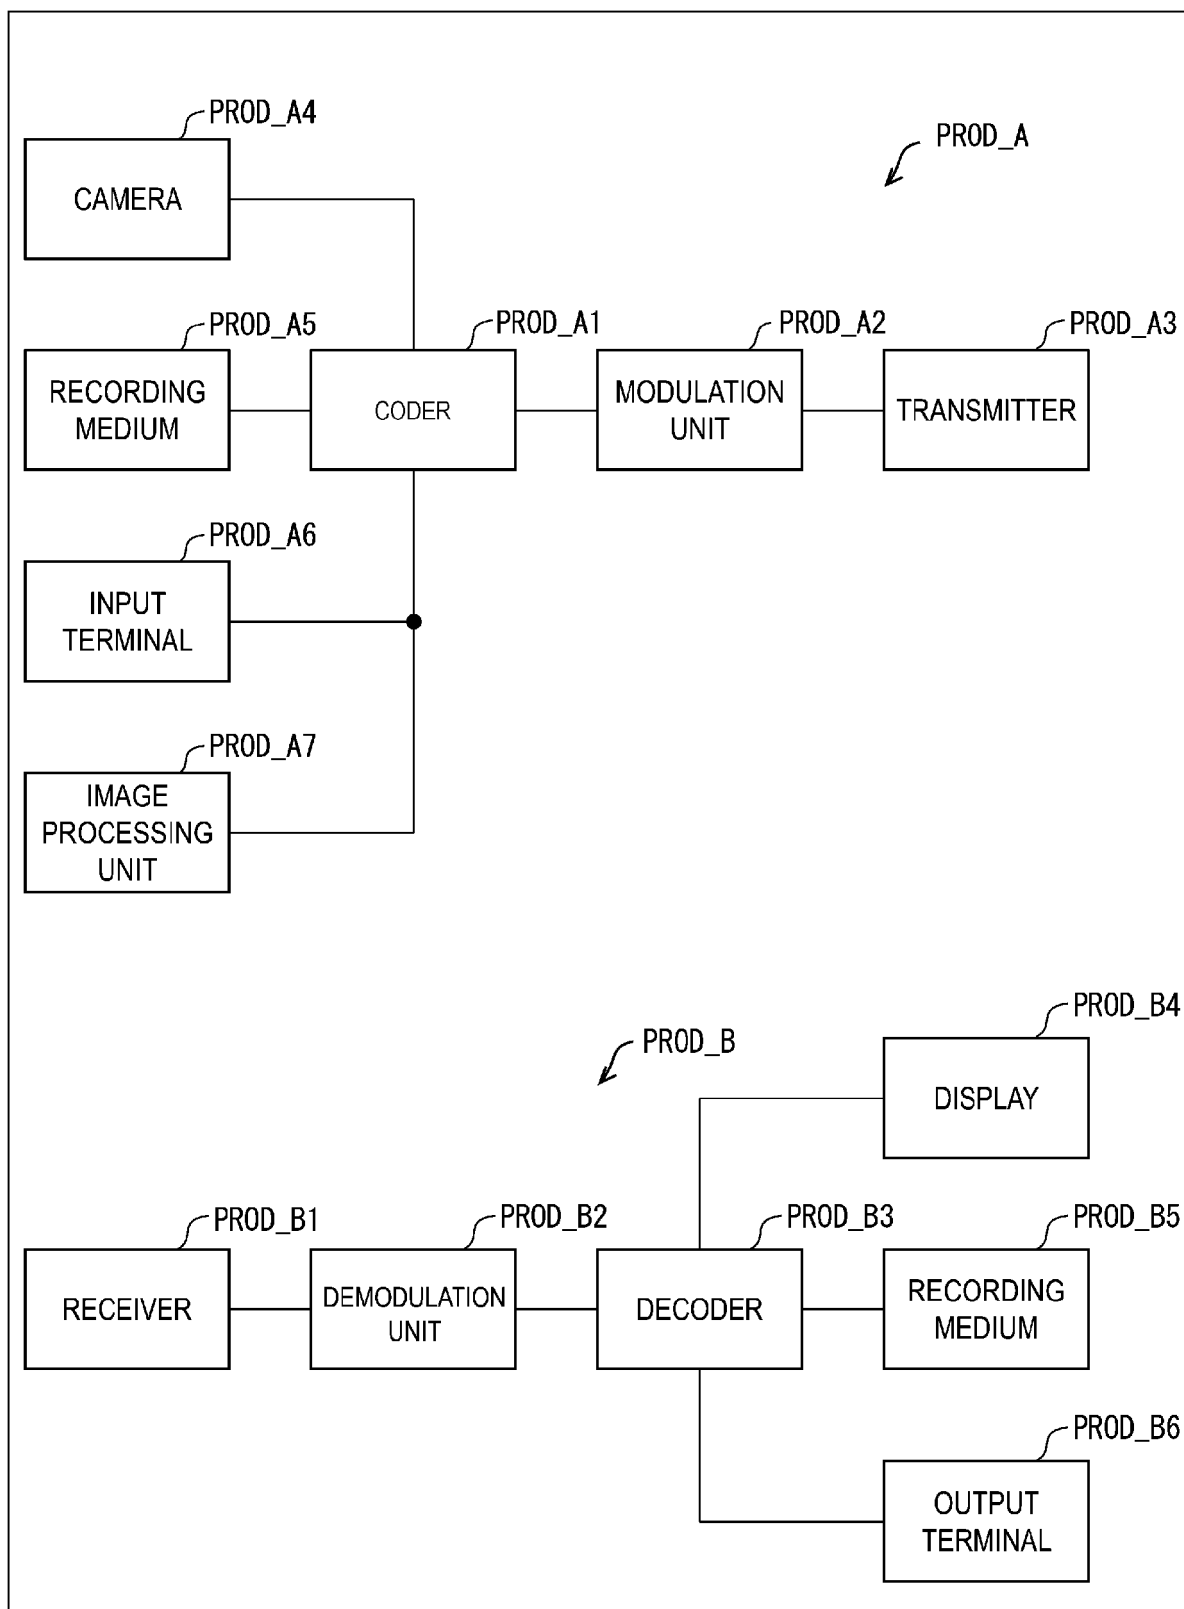 PROD_A4
CAMERA
PROD_A
PROD_A5
RECORDING
MEDIUM
PROD_A1
CODER
PROD_A2
MODULATION
UNIT
PROD_A3
TRANSMITTER
PROD_A6
INPUT
TERMINAL
PROD_A7
IMAGE
PROCESSING
UNIT
PROD_B
PROD_B4
DISPLAY
PROD_B1
RECEIVER
PROD_B2
DEMODULATION
UNIT
PROD_B3
DECODER
PROD_B5
RECORDING
MEDIUM
PROD_B6
OUTPUT
TERMINAL